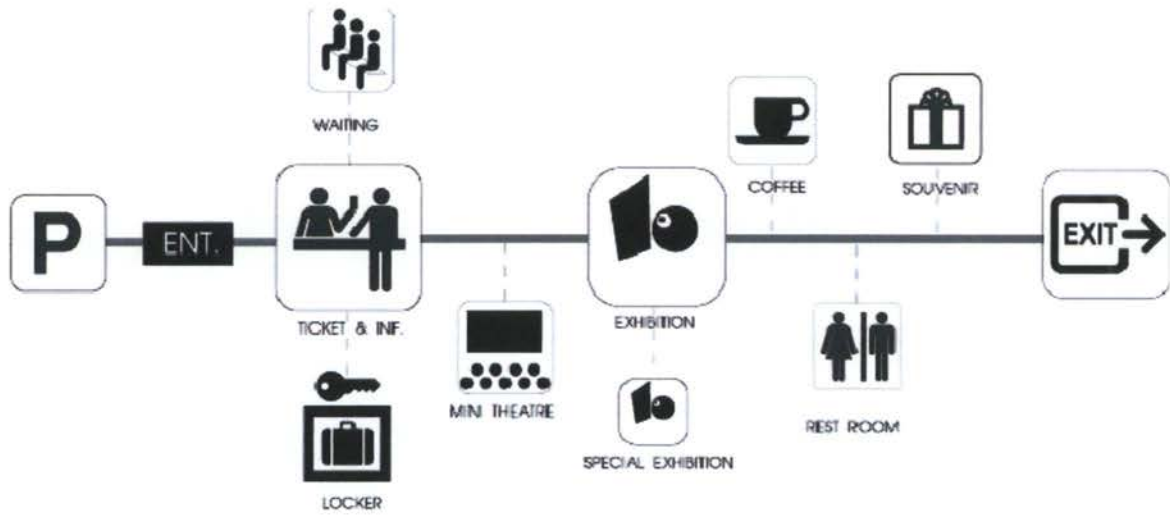 WAITING
COFFEE
SOUVENIR
P
ENT.
EXIT
TICKET & INF.
EXHIBITION
MINI THEATRE
REST ROOM
SPECIAL EXHIBITION
LOCKER